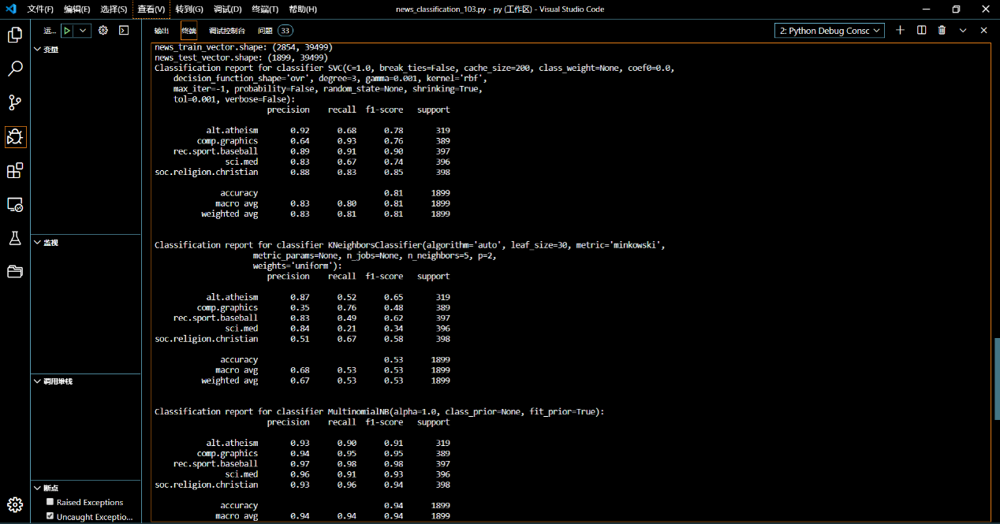 文件(F) 编辑(E) 选择(S) 查看(V) 转到(G) 调试(D) 终端(T) 帮助(H) news_classification_103.py - py (工作区) - Visual Studio Code
运... 输出 终端 调试控制台 问题 33 2: Python Debug Consc
变量
监视
调用堆栈
断点
Raised Exceptions
Uncaught Exceptio...
news_train_vector.shape: (2854, 39499)
news_test_vector.shape: (1899, 39499)
Classification report for classifier SVC(C=1.0, break_ties=False, cache_size=200, class_weight=None, coef0=0.0,
decision_function_shape='ovr', degree=3, gamma=0.001, kernel='rbf',
max_iter=-1, probability=False, random_state=None, shrinking=True,
tol=0.001, verbose=False):
precision recall f1-score support
alt.atheism 0.92 0.68 0.78 319
comp.graphics 0.64 0.93 0.76 389
rec.sport.baseball 0.89 0.91 0.90 397
sci.med 0.83 0.67 0.74 396
soc.religion.christian 0.88 0.83 0.85 398
accuracy 0.81 1899
macro avg 0.83 0.80 0.81 1899
weighted avg 0.83 0.81 0.81 1899
Classification report for classifier KNeighborsClassifier(algorithm='auto', leaf_size=30, metric='minkowski',
metric_params=None, n_jobs=None, n_neighbors=5, p=2,
weights='uniform'):
precision recall f1-score support
alt.atheism 0.87 0.52 0.65 319
comp.graphics 0.35 0.76 0.48 389
rec.sport.baseball 0.83 0.49 0.62 397
sci.med 0.84 0.21 0.34 396
soc.religion.christian 0.51 0.67 0.58 398
accuracy 0.53 1899
macro avg 0.68 0.53 0.53 1899
weighted avg 0.67 0.53 0.53 1899
Classification report for classifier MultinomialNB(alpha=1.0, class_prior=None, fit_prior=True):
precision recall f1-score support
alt.atheism 0.93 0.90 0.91 319
comp.graphics 0.94 0.95 0.95 389
rec.sport.baseball 0.97 0.98 0.98 397
sci.med 0.96 0.91 0.93 396
soc.religion.christian 0.93 0.96 0.94 398
accuracy 0.94 1899
macro avg 0.94 0.94 0.94 1899